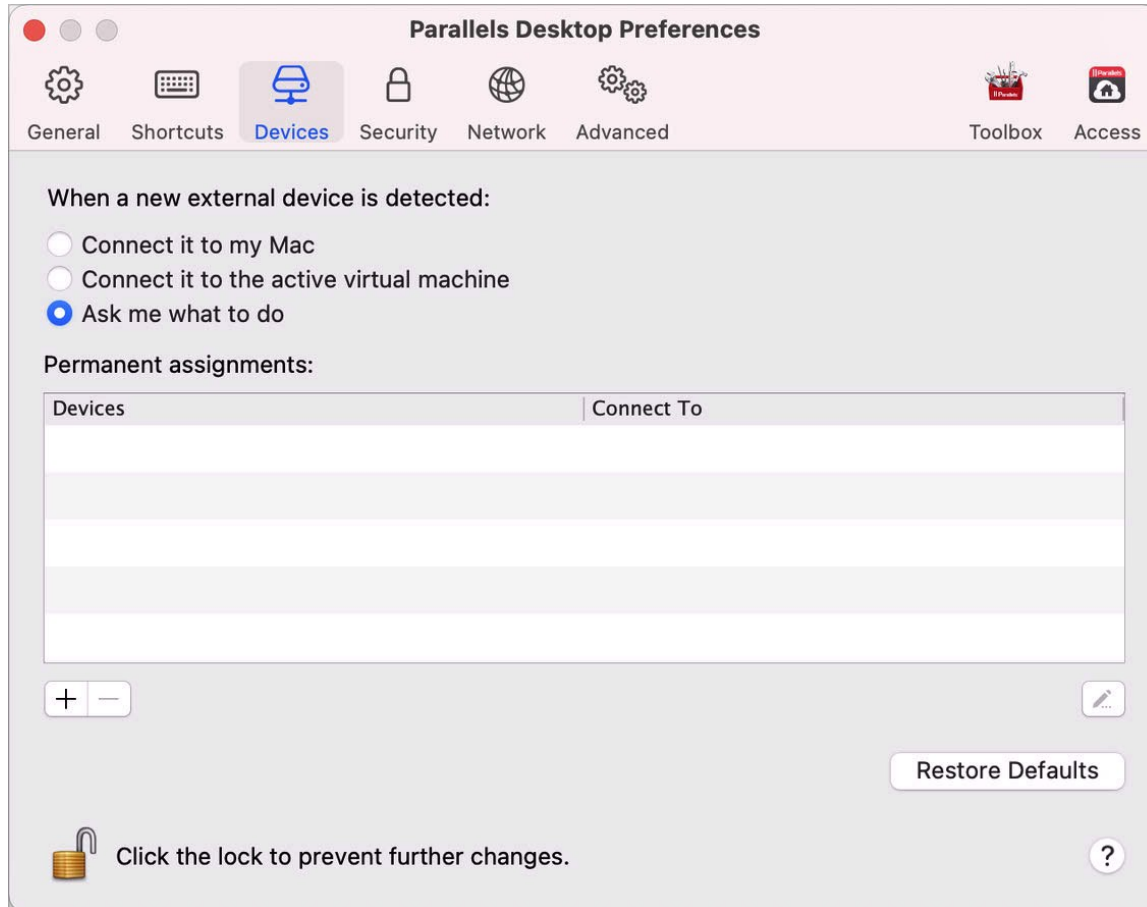 Parallels Desktop Preferences
General Shortcuts Devices Security Network Advanced Toolbox Access
When a new external device is detected:
Connect it to my Mac
Connect it to the active virtual machine
Ask me what to do
Permanent assignments:
Devices Connect To
Restore Defaults
Click the lock to prevent further changes.
?